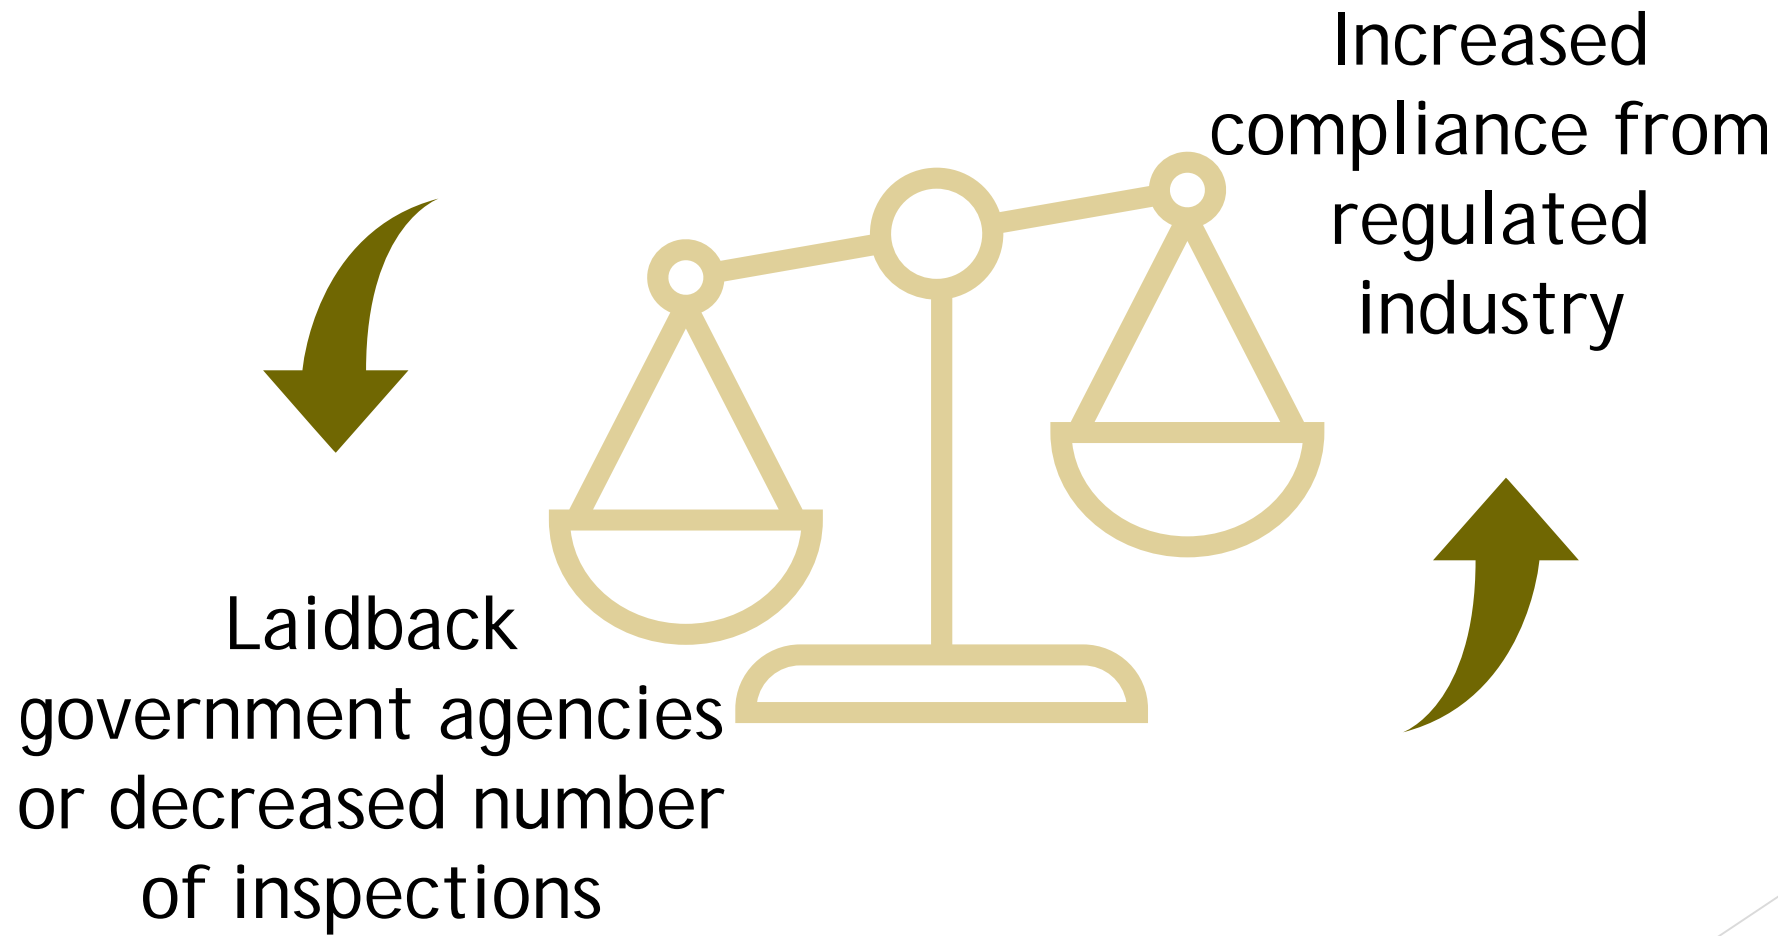 Increased
compliance from
regulated
industry
Laidback
government agencies
or decreased number
of inspections